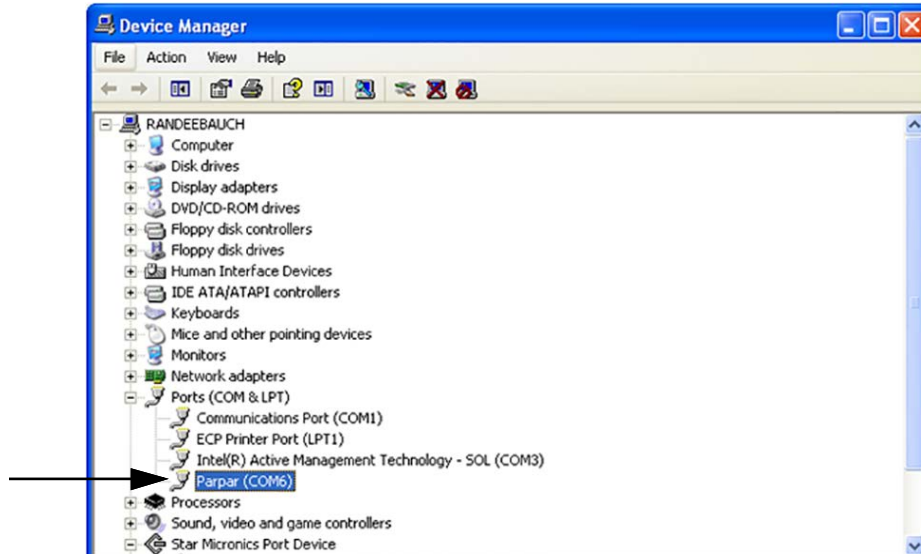 Device Manager
File Action View Help
RANDEEBAUCH
Computer
Disk drives
Display adapters
DVD/CD-ROM drives
Floppy disk controllers
Floppy disk drives
Human Interface Devices
IDE ATA/ATAPI controllers
Keyboards
Mice and other pointing devices
Monitors
Network adapters
Ports (COM & LPT)
Communications Port (COM1)
ECP Printer Port (LPT1)
Intel(R) Active Management Technology - SOL (COM3)
Parpar (COM6)
Processors
Sound, video and game controllers
Star Micronics Port Device